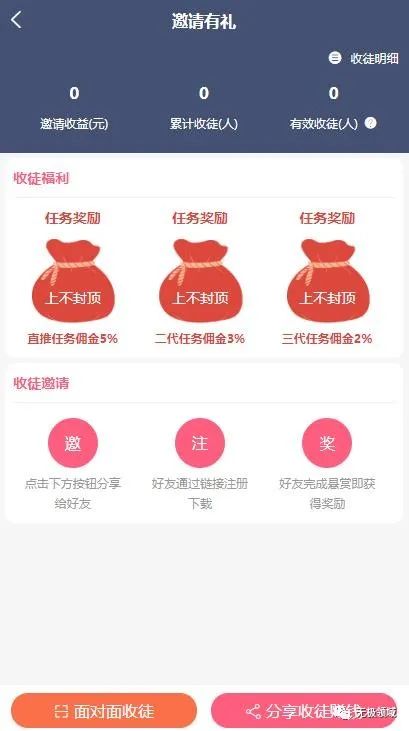 邀请有礼
收徒明细
0 0 0
邀请收益(元) 累计收徒(人) 有效收徒(人) ?
收徒福利
任务奖励 任务奖励 任务奖励
上不封顶 上不封顶 上不封顶
直推任务佣金5% 二代任务佣金3% 三代任务佣金2%
收徒邀请
邀 注 奖
点击下方按钮分享 好友通过链接注册 好友完成悬赏即获
给好友 下载 得奖励
面对面收徒 分享收徒赚钱
无极领域